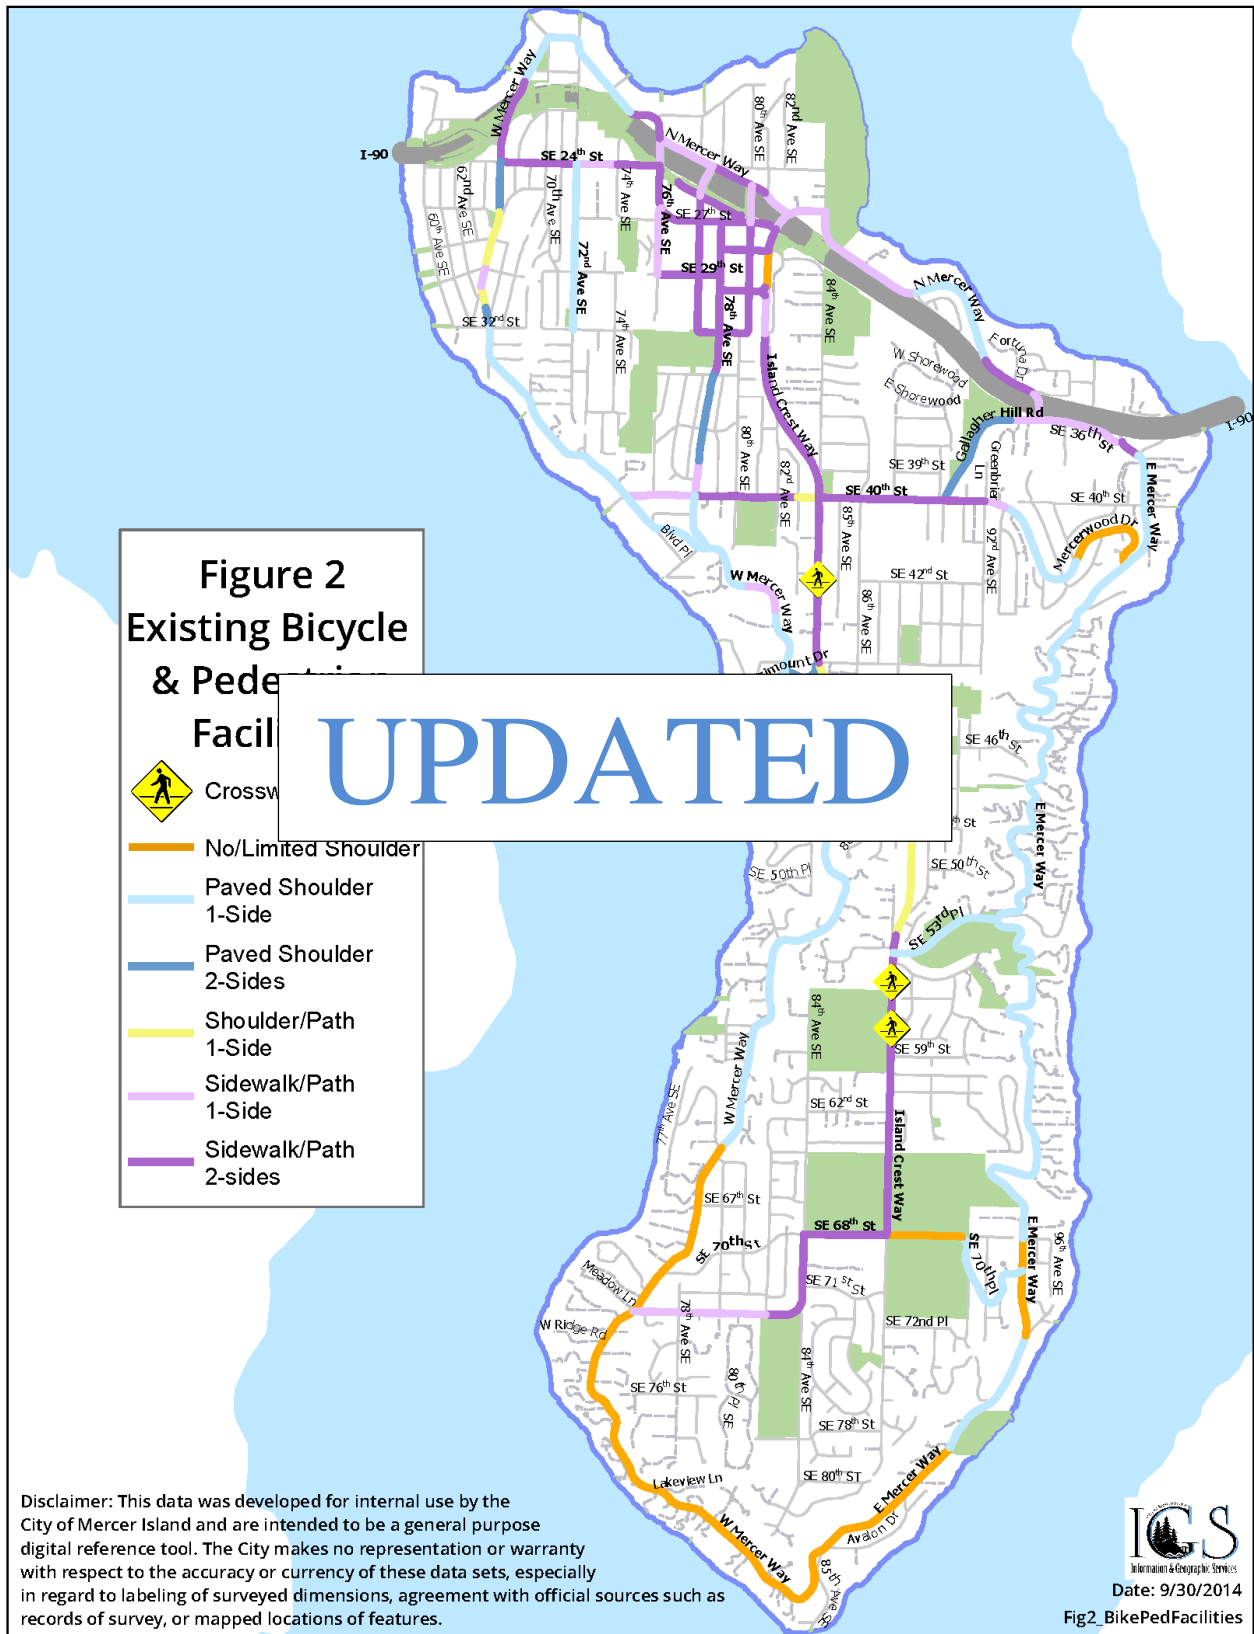 I-90
W Mercer Way
SE 24th St
N Mercer Way
80th Ave SE
82nd Ave SE
62nd Ave SE
60th Ave SE
70th Ave SE
72nd Ave SE
74th Ave SE
76th Ave SE
SE 27th St
SE 29th St
78th Ave SE
SE 32nd St
74th Ave SE
84th Ave SE
N Mercer Way
Fortuna Dr
W Shorewood
E Shorewood
Island Crest Way
Gallagher Hill Rd
SE 36th St
I-90
80th Ave SE
82nd Ave SE
SE 39th St
Greenbrier Ln
SE 40th St
SE 40th St
E Mercer Way
Mercerwood Dr
85th Ave SE
92nd Ave SE
Blvd Pl
SE 42nd St
W Mercer Way
86th Ave SE
Figure 2
Existing Bicycle
Dr
UPDATED
SE 46th St
St
E Mercer Way
No/Limited Shoulder
Paved Shoulder
1-Side
Paved Shoulder
2-Sides
Shoulder/Path
1-Side
Sidewalk/Path
1-Side
Sidewalk/Path
2-sides
SE 50th Pl
SE 50th St
SE 53rd Pl
84th Ave SE
SE 59th St
W Mercer Way
77th Ave SE
SE 62nd St
Island Crest Way
SE 67th St
SE 68th St
SE 70th St
SE 70th Pl
E Mercer Way
96th Ave SE
Meadow Ln
SE 71st St
W Ridge Rd
78th Ave SE
SE 72nd Pl
SE 76th St
80th Pl SE
84th Ave SE
SE 78th St
Lakeview Ln
SE 80th ST
E Mercer Way
Avalon Dr
W Mercer Way
85th Ave SE
Disclaimer: This data was developed for internal use by the
City of Mercer Island and are intended to be a general purpose
digital reference tool. The City makes no representation or warranty
with respect to the accuracy or currency of these data sets, especially
in regard to labeling of surveyed dimensions, agreement with official sources such as
records of survey, or mapped locations of features.
IGS
Information & Geographic Services
Date: 9/30/2014
Fig2_BikePedFacilities